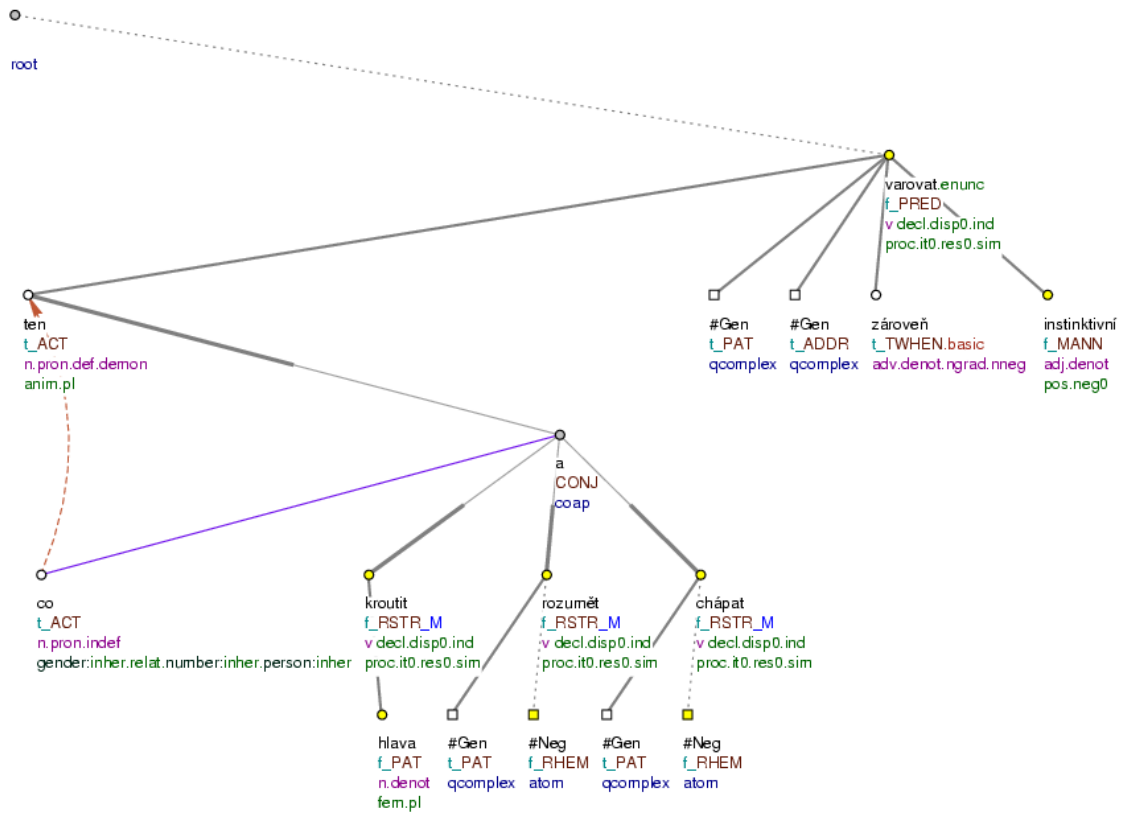 root
varovat.enunc
f_PRED
v decl.disp0.ind
proc.it0.res0.sim
ten
t_ACT
n.pron.def.demon
anim.pl
#Gen
t_PAT
qcomplex
#Gen
t_ADDR
qcomplex
zároveň
t_TWHEN.basic
adv.denot.ngrad.nneg
instinktivní
f_MANN
adj.denot
pos.neg0
a
CONJ
coap
co
t_ACT
n.pron.indef
gender:inher.relat.number:inher.person:inher
kroutit
f_RSTR_M
v decl.disp0.ind
proc.it0.res0.sim
rozumět
f_RSTR_M
v decl.disp0.ind
proc.it0.res0.sim
chápat
f_RSTR_M
v decl.disp0.ind
proc.it0.res0.sim
hlava
f_PAT
n.denot
fem.pl
#Gen
t_PAT
qcomplex
#Neg
f_RHEM
atom
#Gen
t_PAT
qcomplex
#Neg
f_RHEM
atom